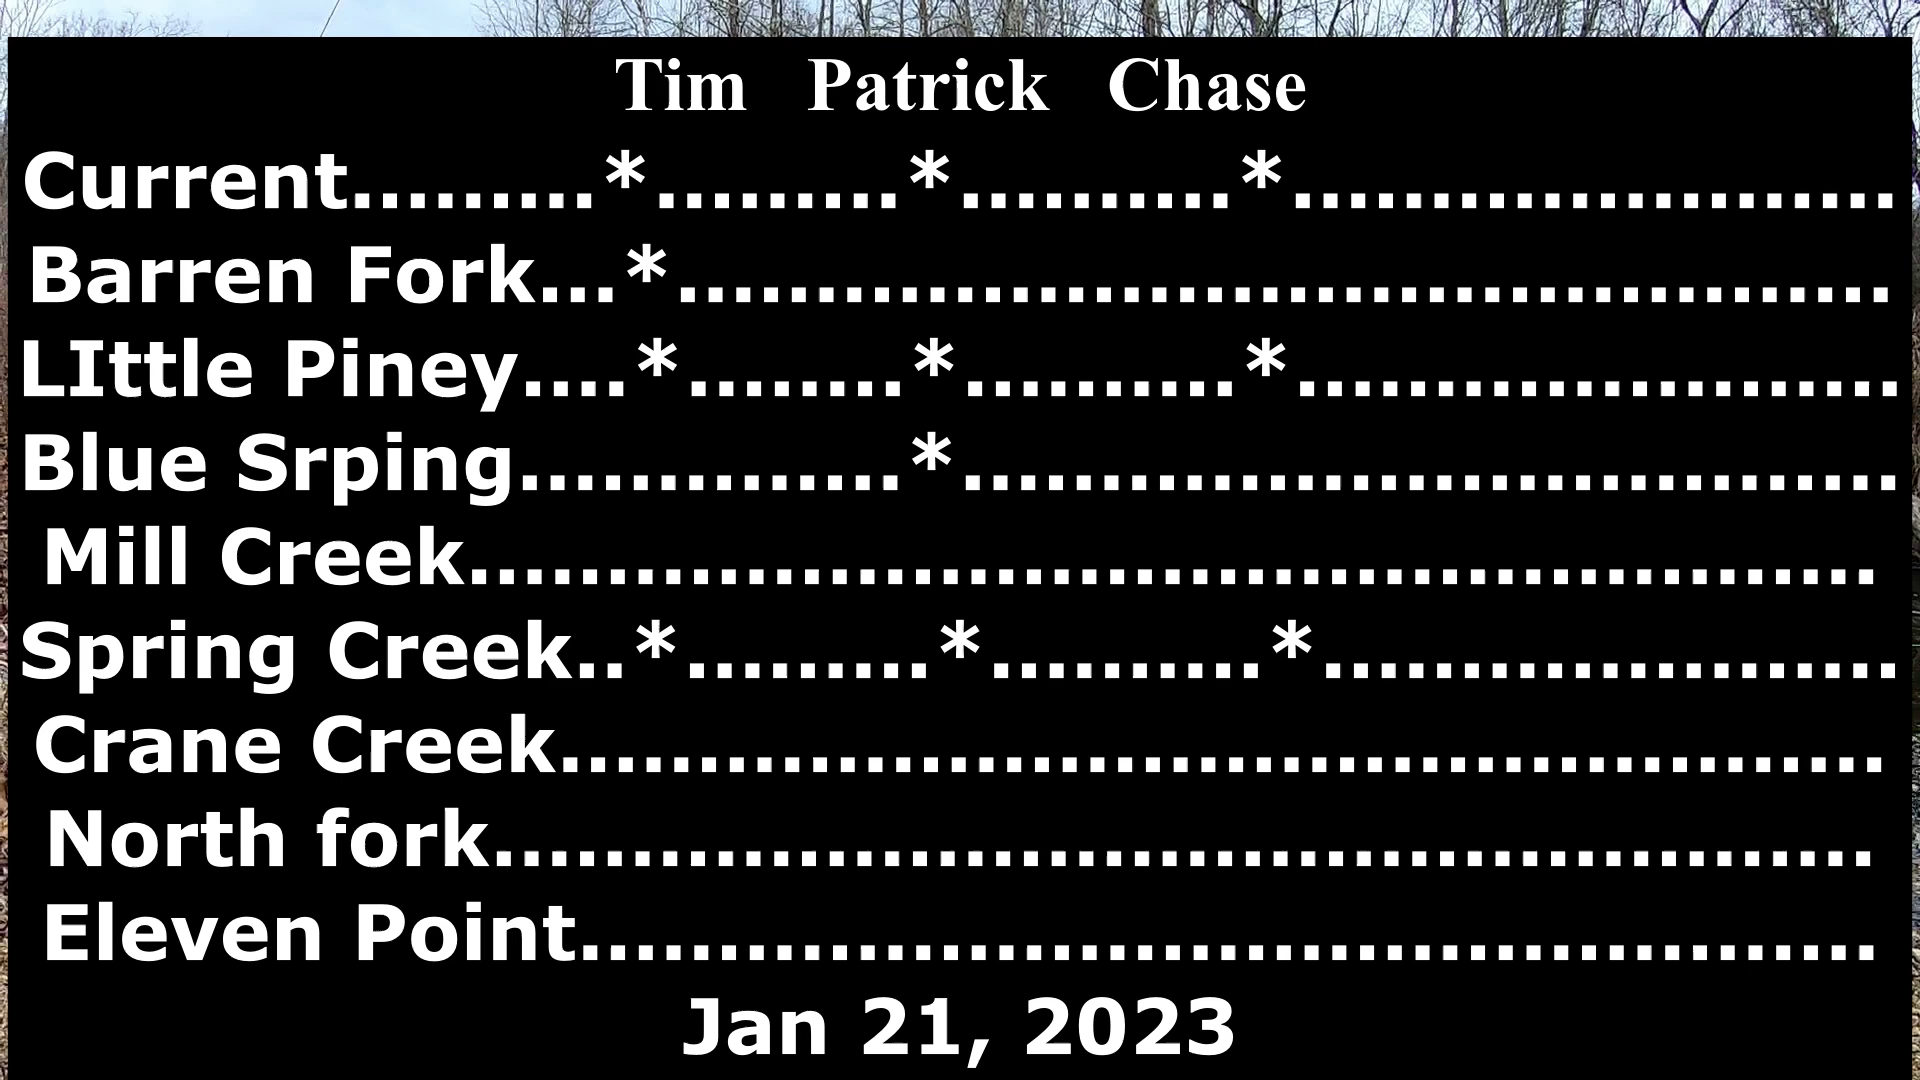 Tim Patrick Chase
Current.........*.........*..........*......................
Barren Fork...*............................................
LIttle Piney....*........*..........*......................
Blue Srping..............*..................................
Mill Creek...................................................
Spring Creek..*.........*..........*.....................
Crane Creek................................................
North fork..................................................
Eleven Point...............................................
Jan 21, 2023